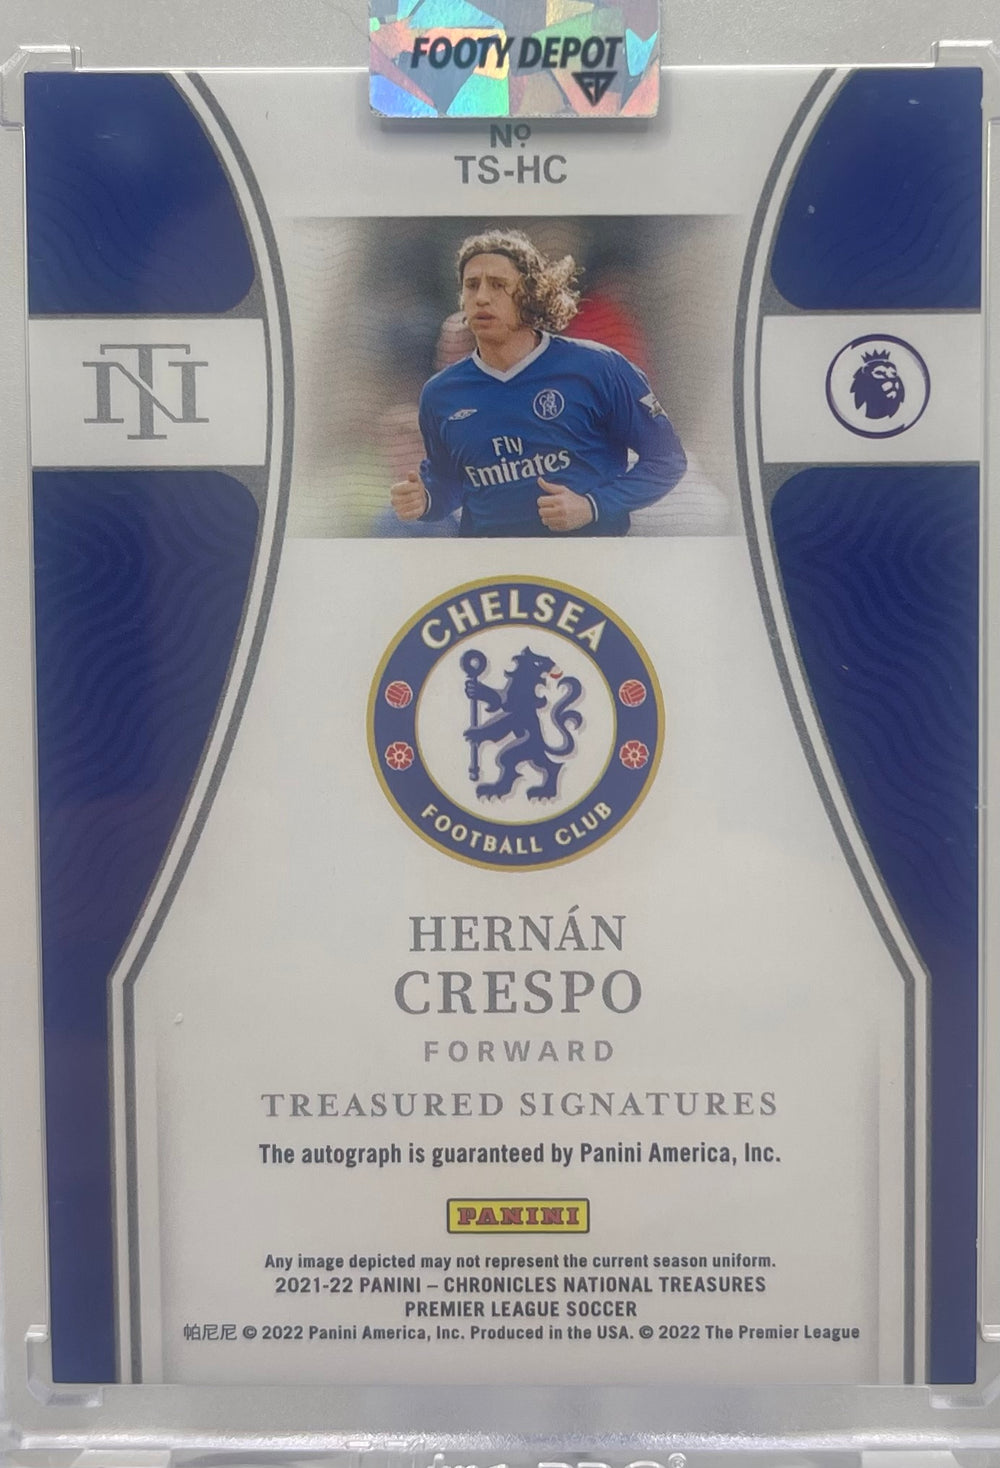 FOOTY DEPOT
FD
Nº
TS-HC
NT
Fly
Emirates
CHELSEA
FOOTBALL CLUB
HERNÁN
CRESPO
FORWARD
TREASURED SIGNATURES
The autograph is guaranteed by Panini America, Inc.
PANINI
Any image depicted may not represent the current season uniform.
2021-22 PANINI – CHRONICLES NATIONAL TREASURES
PREMIER LEAGUE SOCCER
帕尼尼 © 2022 Panini America, Inc. Produced in the USA. © 2022 The Premier League